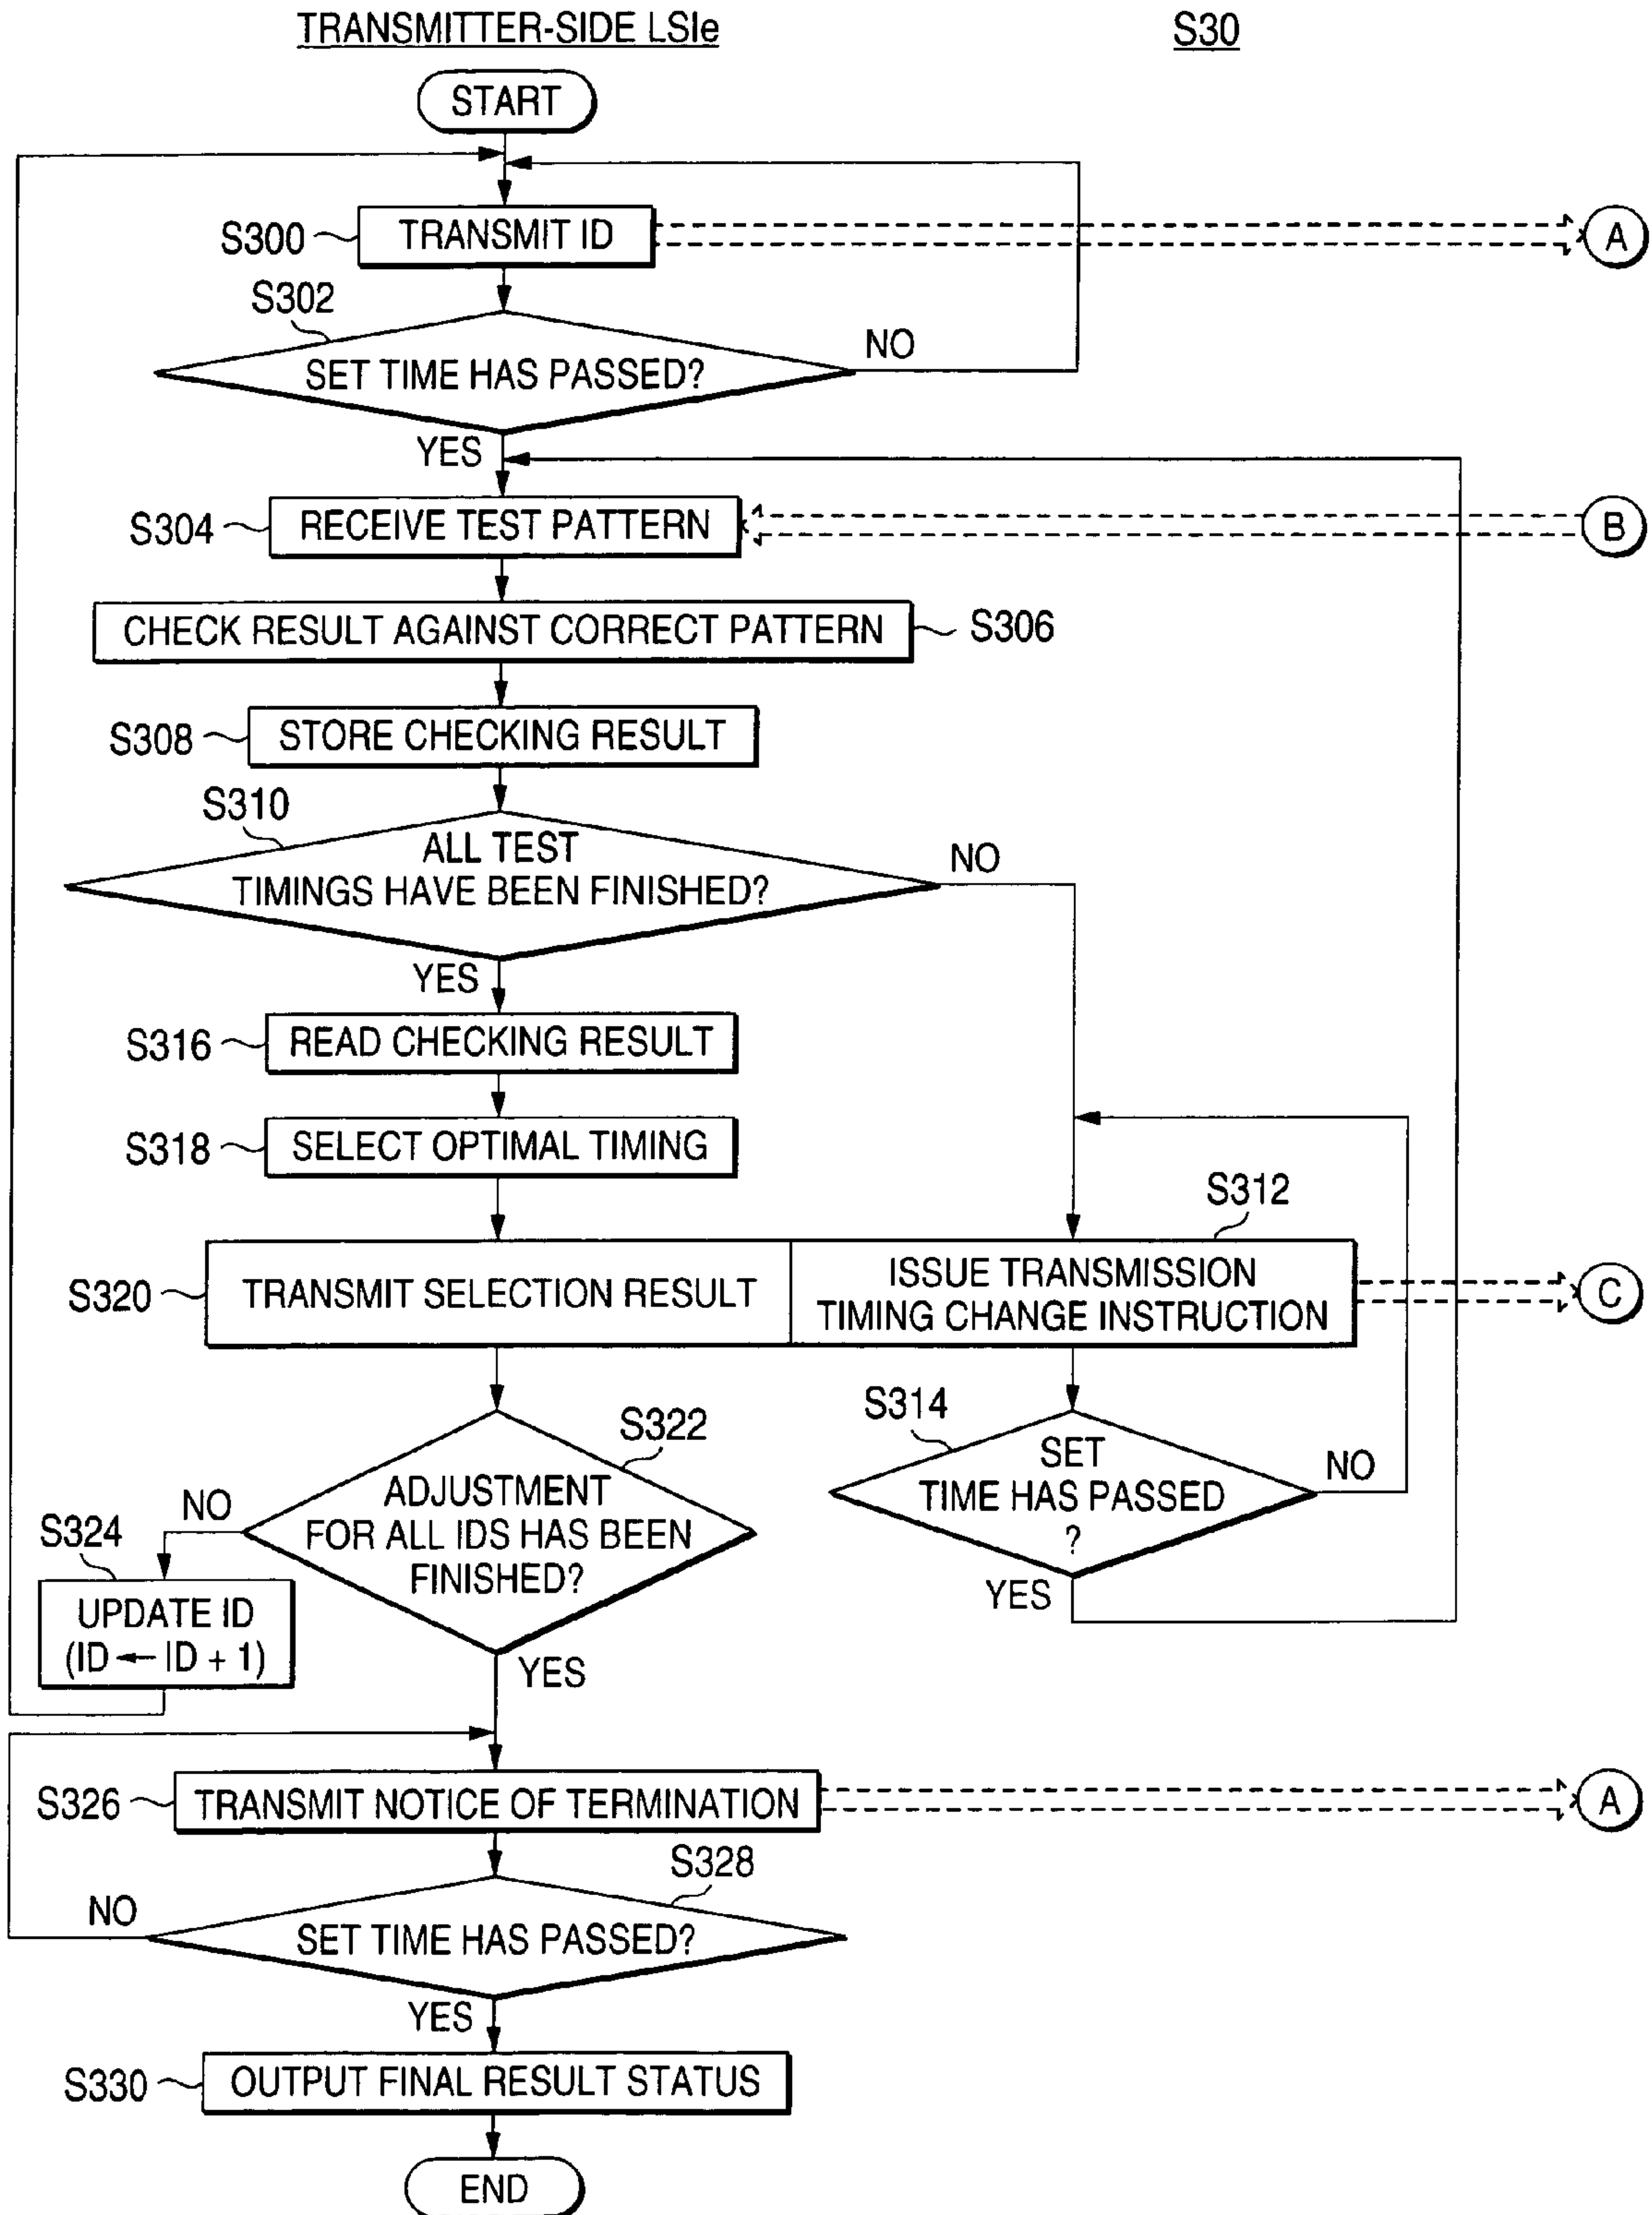 TRANSMITTER-SIDE LSIe
S30
START
S300
TRANSMIT ID
A
S302
SET TIME HAS PASSED?
NO
YES
S304
RECEIVE TEST PATTERN
B
CHECK RESULT AGAINST CORRECT PATTERN
S306
S308
STORE CHECKING RESULT
S310
ALL TEST
TIMINGS HAVE BEEN FINISHED?
NO
YES
S316
READ CHECKING RESULT
S318
SELECT OPTIMAL TIMING
S312
S320
TRANSMIT SELECTION RESULT
ISSUE TRANSMISSION
TIMING CHANGE INSTRUCTION
C
S314
SET
TIME HAS PASSED
?
NO
YES
S322
ADJUSTMENT
FOR ALL IDS HAS BEEN
FINISHED?
NO
S324
UPDATE ID
(ID ← ID + 1)
YES
S326
TRANSMIT NOTICE OF TERMINATION
A
S328
NO
SET TIME HAS PASSED?
YES
S330
OUTPUT FINAL RESULT STATUS
END